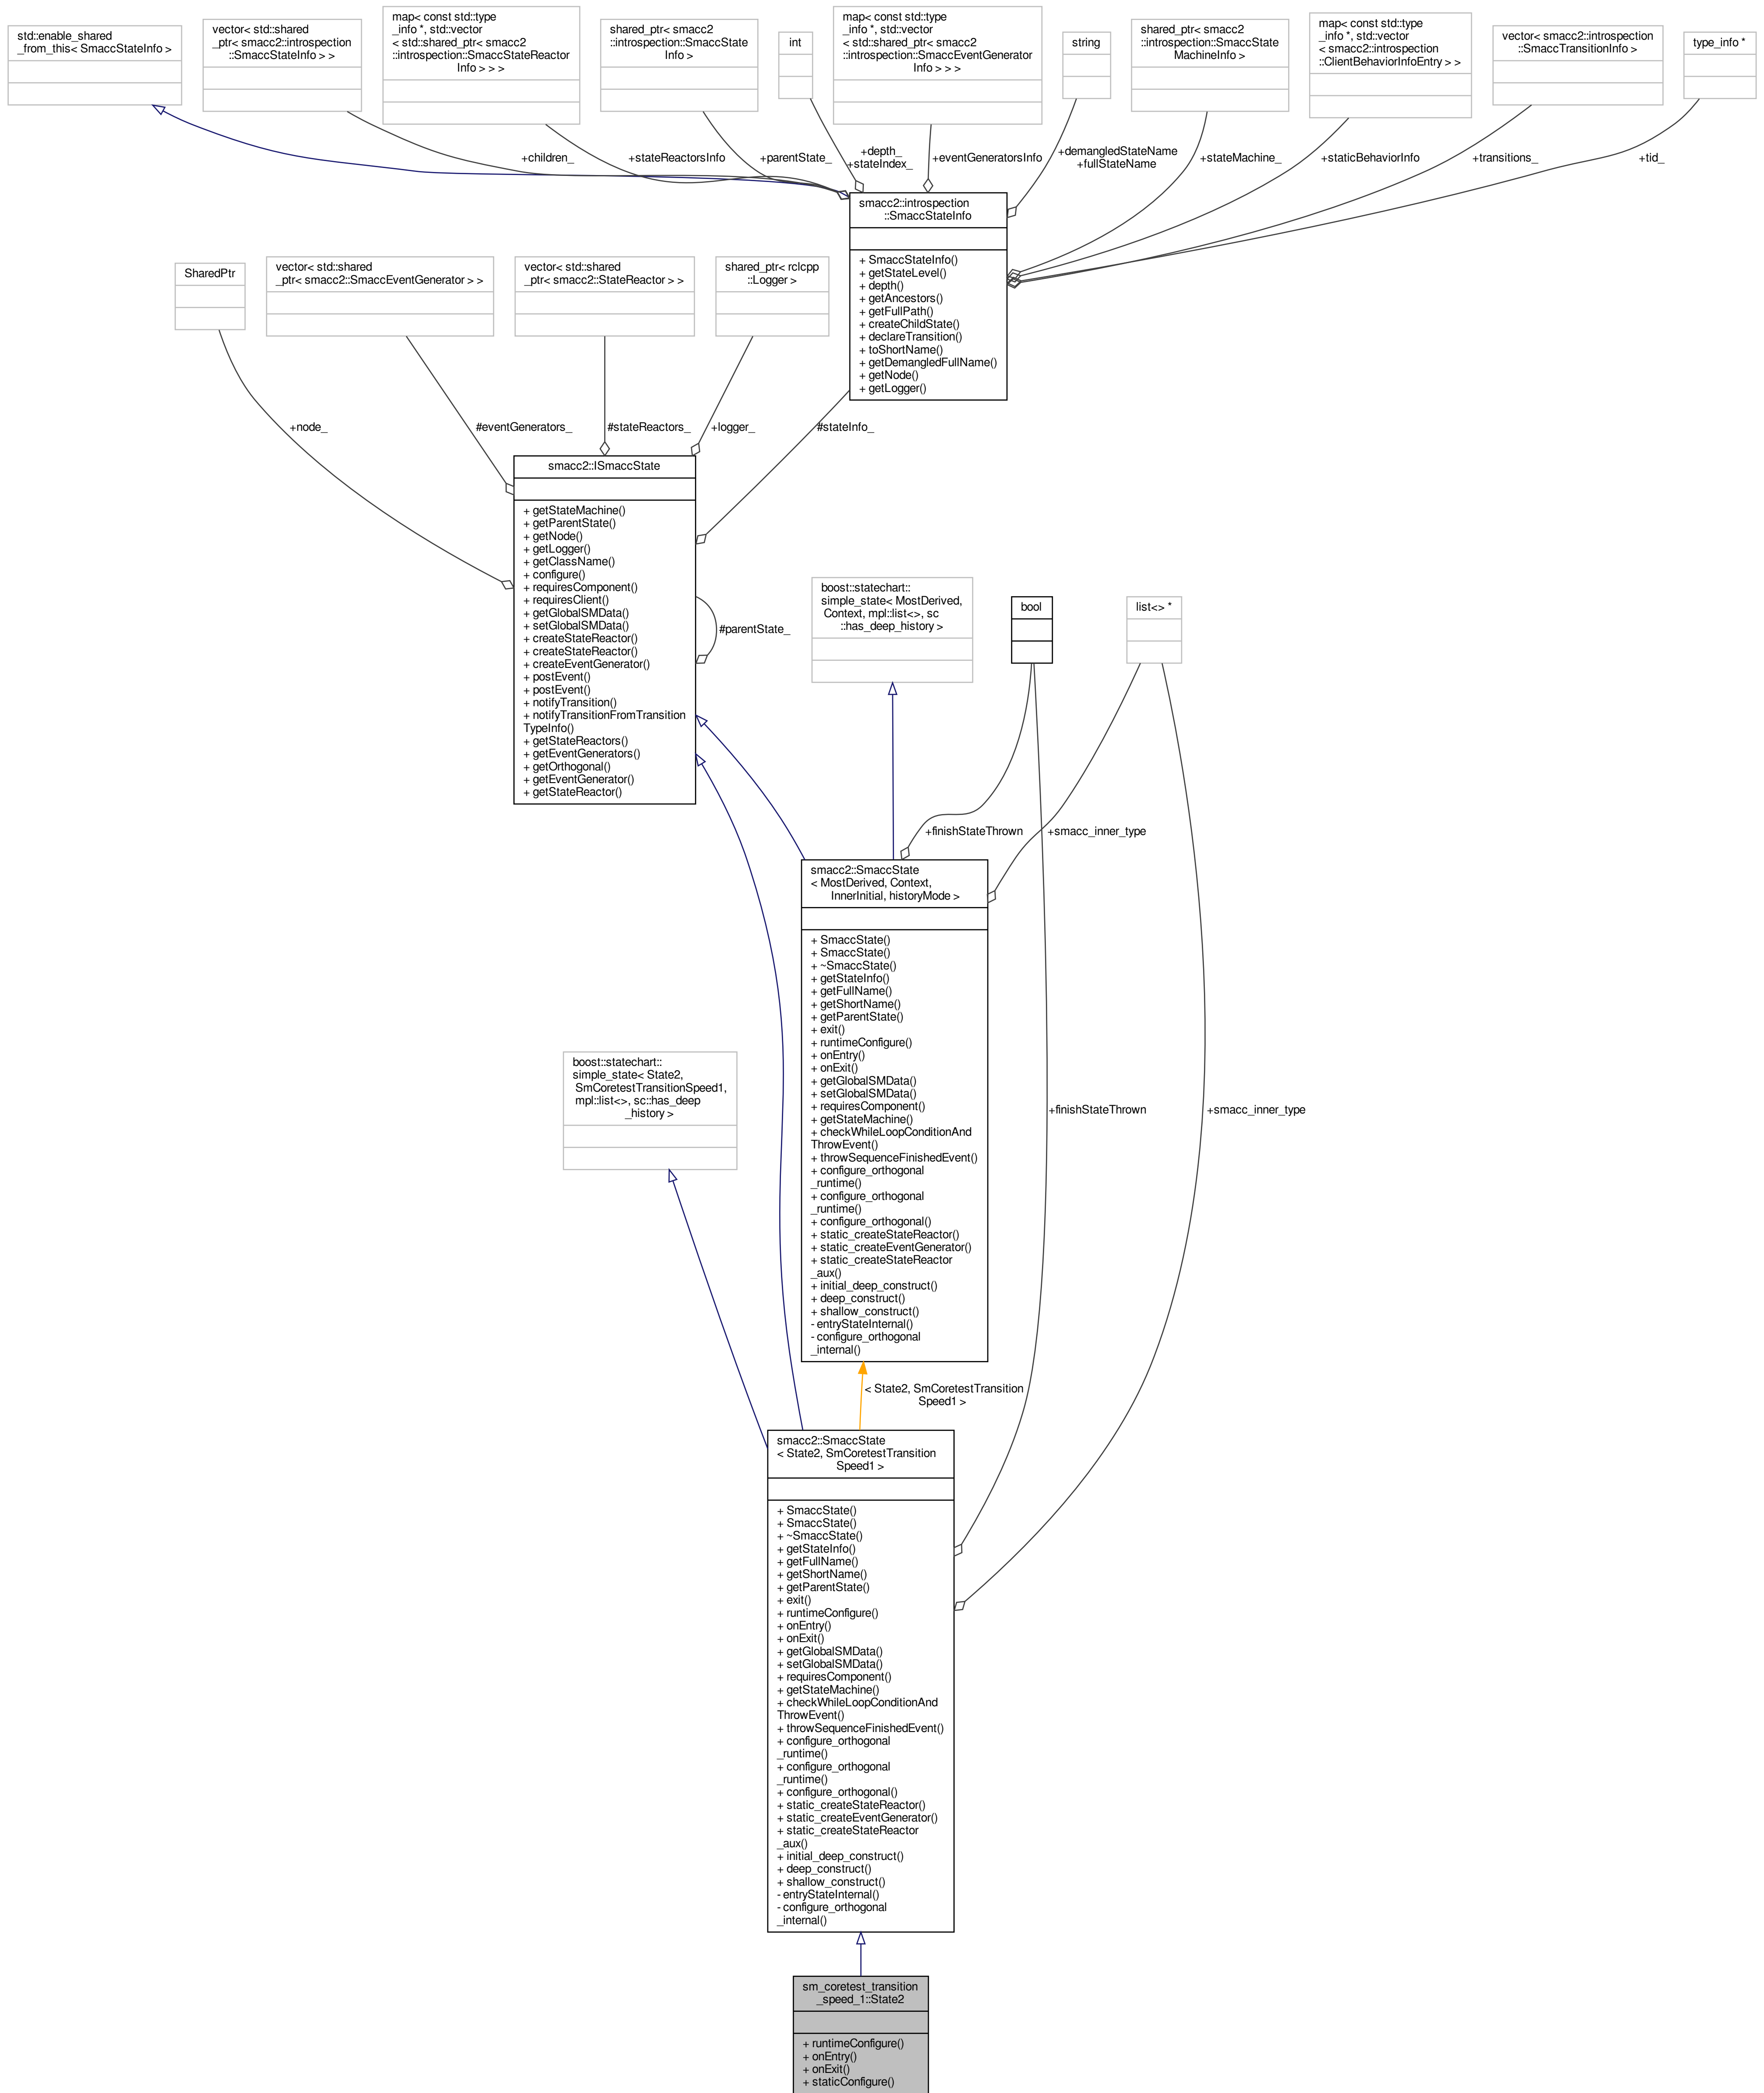 std::enable_shared
_from_this< SmaccStateInfo >
vector< std::shared
_ptr< smacc2::introspection
::SmaccStateInfo > >
map< const std::type
_info *, std::vector
< std::shared_ptr< smacc2
::introspection::SmaccStateReactor
Info > > >
shared_ptr< smacc2
::introspection::SmaccState
Info >
int
map< const std::type
_info *, std::vector
< std::shared_ptr< smacc2
::introspection::SmaccEventGenerator
Info > > >
string
shared_ptr< smacc2
::introspection::SmaccState
MachineInfo >
map< const std::type
_info *, std::vector
< smacc2::introspection
::ClientBehaviorInfoEntry > >
vector< smacc2::introspection
::SmaccTransitionInfo >
type_info *
+children_
+stateReactorsInfo
+parentState_
+depth_
+stateIndex_
+eventGeneratorsInfo
+demangledStateName
+fullStateName
+stateMachine_
+staticBehaviorInfo
+transitions_
+tid_
smacc2::introspection
::SmaccStateInfo
+ SmaccStateInfo()
+ getStateLevel()
+ depth()
+ getAncestors()
+ getFullPath()
+ createChildState()
+ declareTransition()
+ toShortName()
+ getDemangledFullName()
+ getNode()
+ getLogger()
SharedPtr
vector< std::shared
_ptr< smacc2::SmaccEventGenerator > >
vector< std::shared
_ptr< smacc2::StateReactor > >
shared_ptr< rclcpp
::Logger >
+node_
#eventGenerators_
#stateReactors_
+logger_
#stateInfo_
smacc2::ISmaccState
+ getStateMachine()
+ getParentState()
+ getNode()
+ getLogger()
+ getClassName()
+ configure()
+ requiresComponent()
+ requiresClient()
+ getGlobalSMData()
+ setGlobalSMData()
+ createStateReactor()
+ createStateReactor()
+ createEventGenerator()
+ postEvent()
+ postEvent()
+ notifyTransition()
+ notifyTransitionFromTransition
TypeInfo()
+ getStateReactors()
+ getEventGenerators()
+ getOrthogonal()
+ getEventGenerator()
+ getStateReactor()
#parentState_
boost::statechart::
simple_state< MostDerived,
Context, mpl::list<>, sc
::has_deep_history >
bool
list<> *
+finishStateThrown
+smacc_inner_type
smacc2::SmaccState
< MostDerived, Context,
InnerInitial, historyMode >
+ SmaccState()
+ SmaccState()
+ ~SmaccState()
+ getStateInfo()
+ getFullName()
+ getShortName()
+ getParentState()
+ exit()
+ runtimeConfigure()
+ onEntry()
+ onExit()
+ getGlobalSMData()
+ setGlobalSMData()
+ requiresComponent()
+ getStateMachine()
+ checkWhileLoopConditionAnd
ThrowEvent()
+ throwSequenceFinishedEvent()
+ configure_orthogonal
_runtime()
+ configure_orthogonal
_runtime()
+ configure_orthogonal()
+ static_createStateReactor()
+ static_createEventGenerator()
+ static_createStateReactor
_aux()
+ initial_deep_construct()
+ deep_construct()
+ shallow_construct()
- entryStateInternal()
- configure_orthogonal
_internal()
boost::statechart::
simple_state< State2,
SmCoretestTransitionSpeed1,
mpl::list<>, sc::has_deep
_history >
+finishStateThrown
+smacc_inner_type
< State2, SmCoretestTransition
Speed1 >
smacc2::SmaccState
< State2, SmCoretestTransition
Speed1 >
+ SmaccState()
+ SmaccState()
+ ~SmaccState()
+ getStateInfo()
+ getFullName()
+ getShortName()
+ getParentState()
+ exit()
+ runtimeConfigure()
+ onEntry()
+ onExit()
+ getGlobalSMData()
+ setGlobalSMData()
+ requiresComponent()
+ getStateMachine()
+ checkWhileLoopConditionAnd
ThrowEvent()
+ throwSequenceFinishedEvent()
+ configure_orthogonal
_runtime()
+ configure_orthogonal
_runtime()
+ configure_orthogonal()
+ static_createStateReactor()
+ static_createEventGenerator()
+ static_createStateReactor
_aux()
+ initial_deep_construct()
+ deep_construct()
+ shallow_construct()
- entryStateInternal()
- configure_orthogonal
_internal()
sm_coretest_transition
_speed_1::State2
+ runtimeConfigure()
+ onEntry()
+ onExit()
+ staticConfigure()